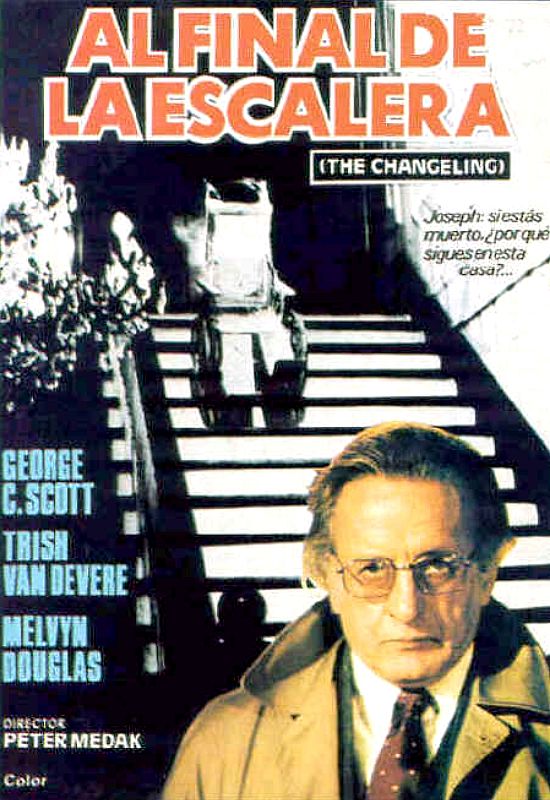 AL FINAL DE
LA ESCALERA
(THE CHANGELING)
Joseph: si estás
muerto, ¿por qué
sigues en esta
casa?...
GEORGE
C. SCOTT
TRISH
VAN DEVERE
MELVYN
DOUGLAS
DIRECTOR
PETER MEDAK
Color